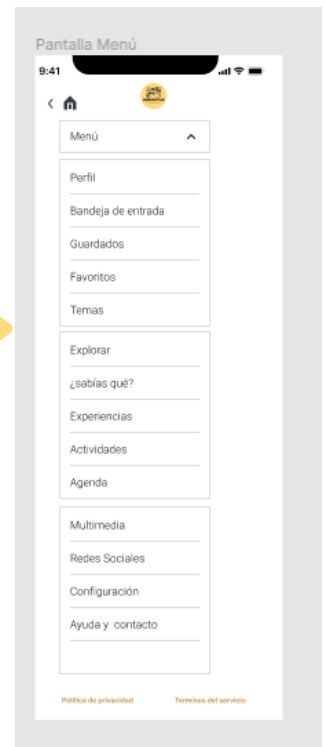 Pantalla Menú
9:41
Menú
Perfil
Bandeja de entrada
Guardados
Favoritos
Temas
Explorar
¿sabías qué?
Experiencias
Actividades
Agenda
Multimedia
Redes Sociales
Configuración
Ayuda y contacto
Política de privacidad
Terminos del servicio